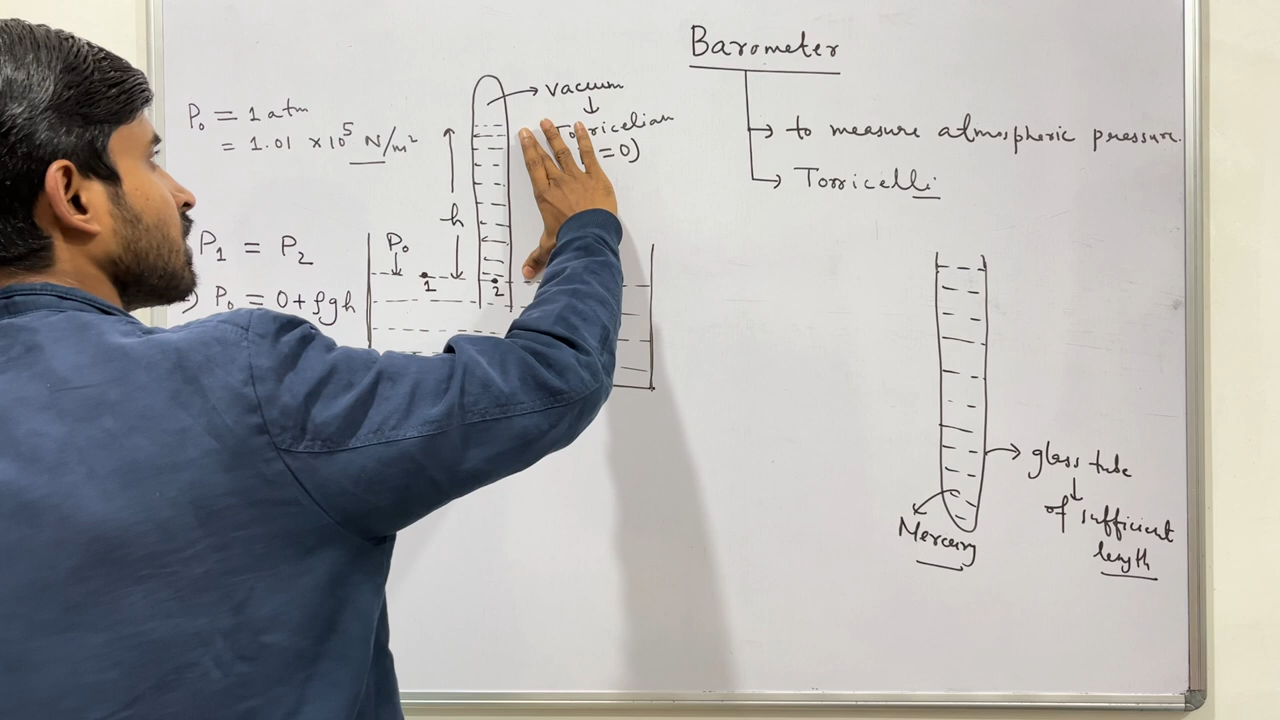 Barometer
→ to measure atmospheric pressure.
→ Torricelli
P₀ = 1 atm
= 1.01 × 10⁵ N/m²
P₁ = P₂
P₀ = 0 + ρgh
→ vacuum
↓
= 0)
h
P₀
↓
1
2
→ glass tube
↓
of sufficient
length
Mercury